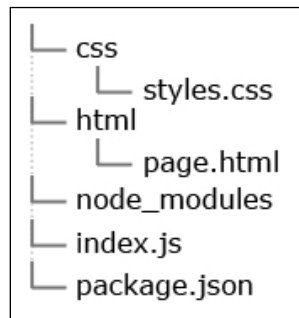 css
styles.css
html
page.html
node_modules
index.js
package.json